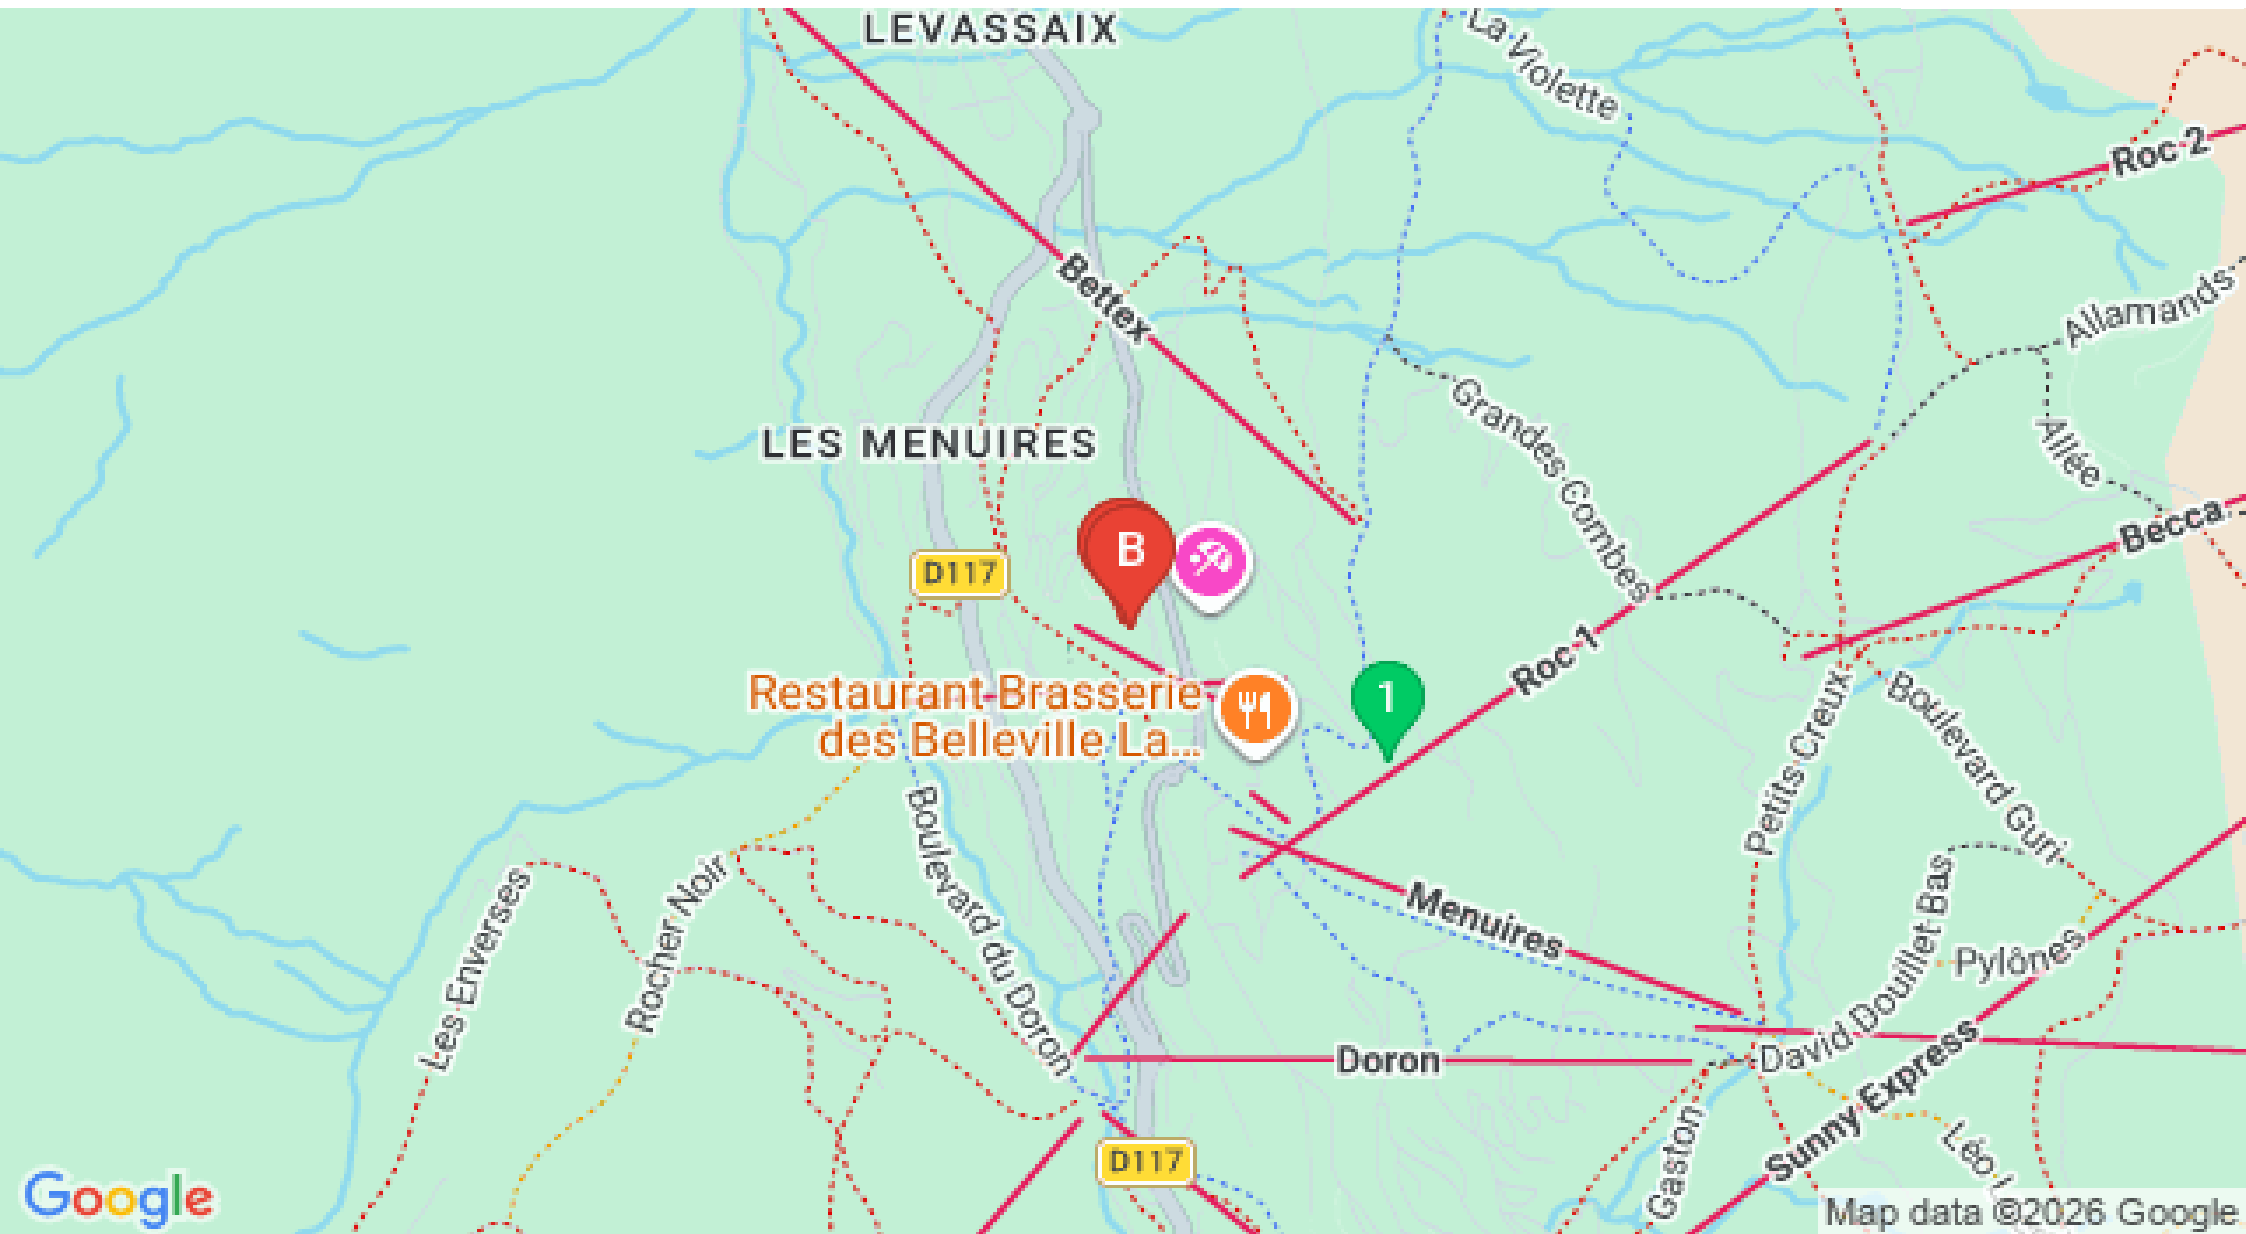 LEVASSAIX
La Violette
Roc 2
Bettex
Allamands
Grandes Combes
Allée
LES MENUIRES
Becca
B
D117
Roc 1
1
Restaurant Brasserie
des Belleville La...
Petits Creux
Boulevard Guri
Boulevard du Doron
Les Enverses
Rocher Noir
Menuires
David Douillet Bas
Pylônes
Doron
Sunny Express
Gaston
Léo
D117
Google
Map data ©2026 Google